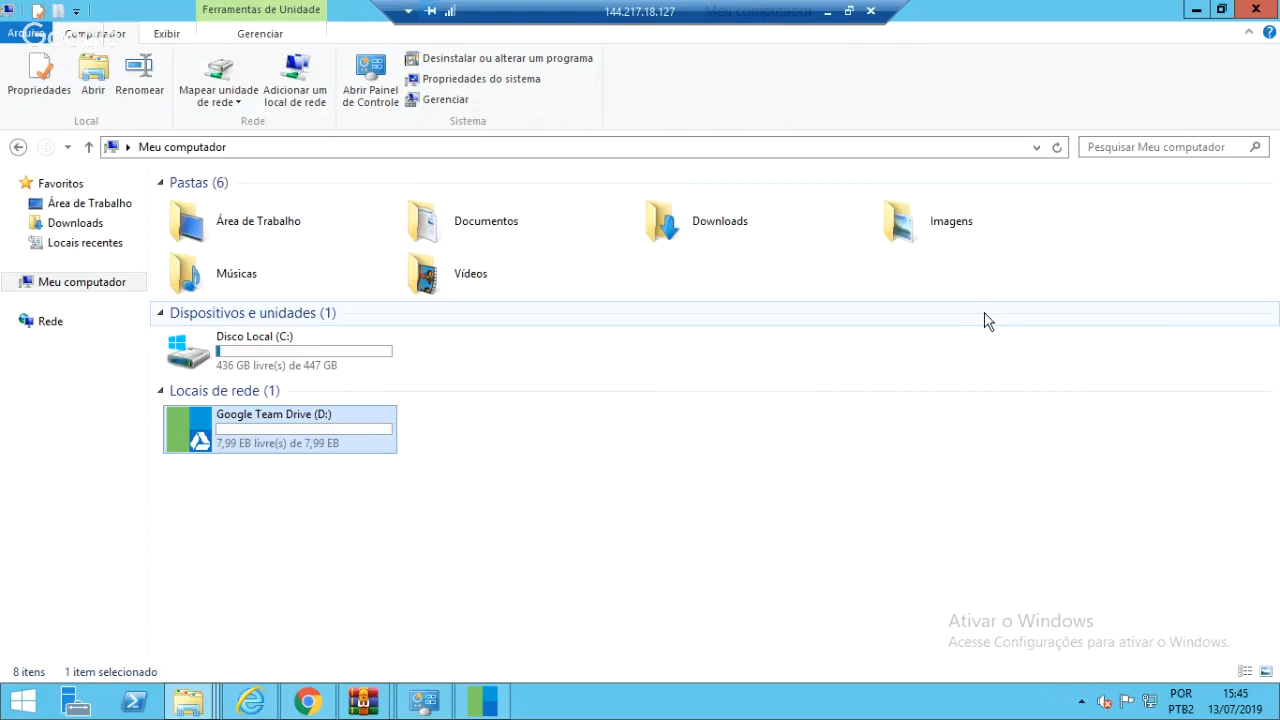 Ferramentas de Unidade
144.217.18.127
Meu computador
Arquivo
Computador
Exibir
Gerenciar
Propriedades
Abrir
Renomear
Mapear unidade de rede
Adicionar um local de rede
Abrir Painel de Controle
Desinstalar ou alterar um programa
Propriedades do sistema
Gerenciar
Local
Rede
Sistema
Meu computador
Pesquisar Meu computador
Favoritos
Área de Trabalho
Downloads
Locais recentes
Meu computador
Rede
Pastas (6)
Área de Trabalho
Documentos
Downloads
Imagens
Músicas
Vídeos
Dispositivos e unidades (1)
Disco Local (C:)
436 GB livre(s) de 447 GB
Locais de rede (1)
Google Team Drive (D:)
7,99 EB livre(s) de 7,99 EB
Ativar o Windows
Acesse Configurações para ativar o Windows.
8 itens
1 item selecionado
POR
PTB2
15:45
13/07/2019